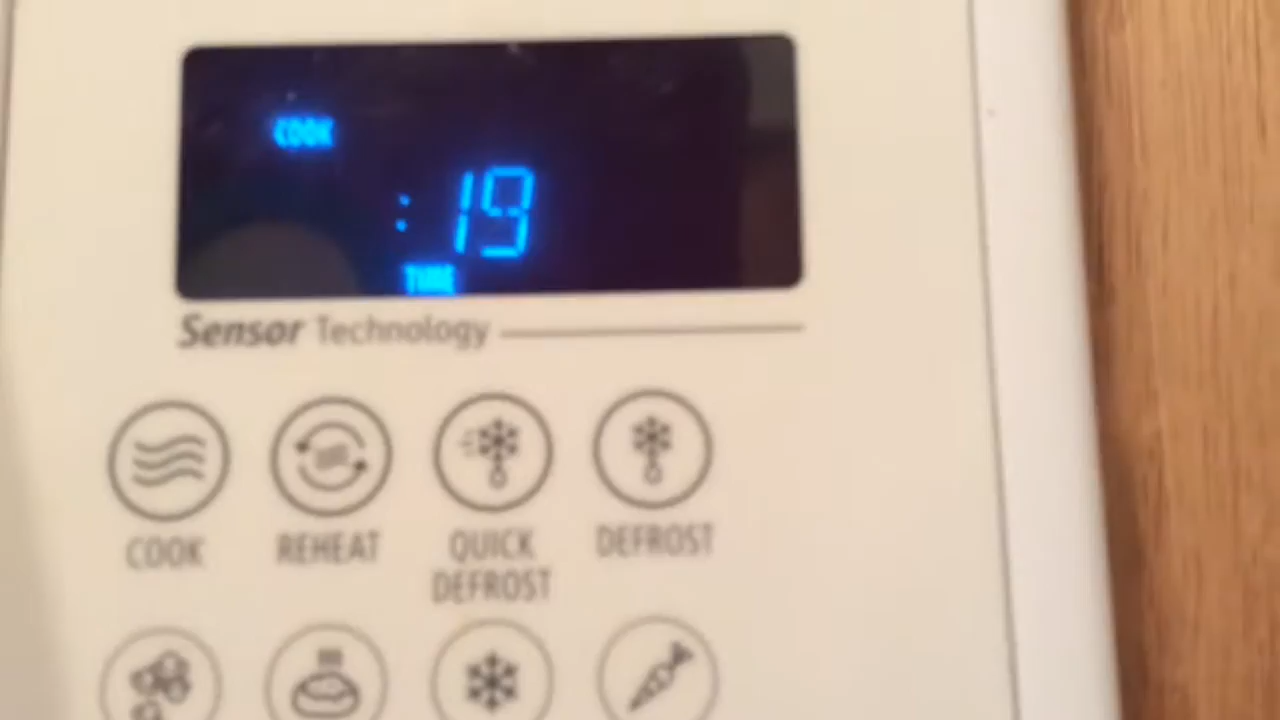 COOK
:19
TIME
Sensor Technology
COOK REHEAT QUICK DEFROST DEFROST